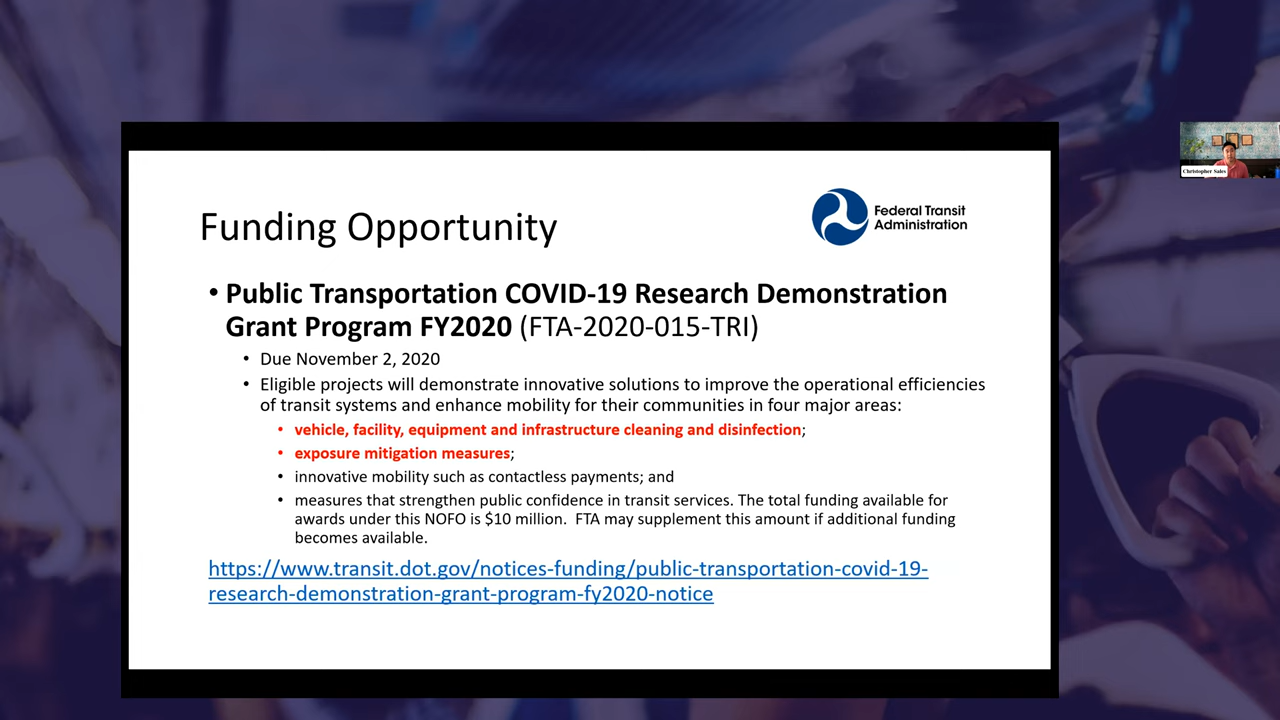 Funding Opportunity
Federal Transit
Administration
• Public Transportation COVID-19 Research Demonstration
Grant Program FY2020 (FTA-2020-015-TRI)
• Due November 2, 2020
• Eligible projects will demonstrate innovative solutions to improve the operational efficiencies
of transit systems and enhance mobility for their communities in four major areas:
• vehicle, facility, equipment and infrastructure cleaning and disinfection;
• exposure mitigation measures;
• innovative mobility such as contactless payments; and
• measures that strengthen public confidence in transit services. The total funding available for
awards under this NOFO is $10 million.  FTA may supplement this amount if additional funding
becomes available.
https://www.transit.dot.gov/notices-funding/public-transportation-covid-19-
research-demonstration-grant-program-fy2020-notice
Christopher Sales